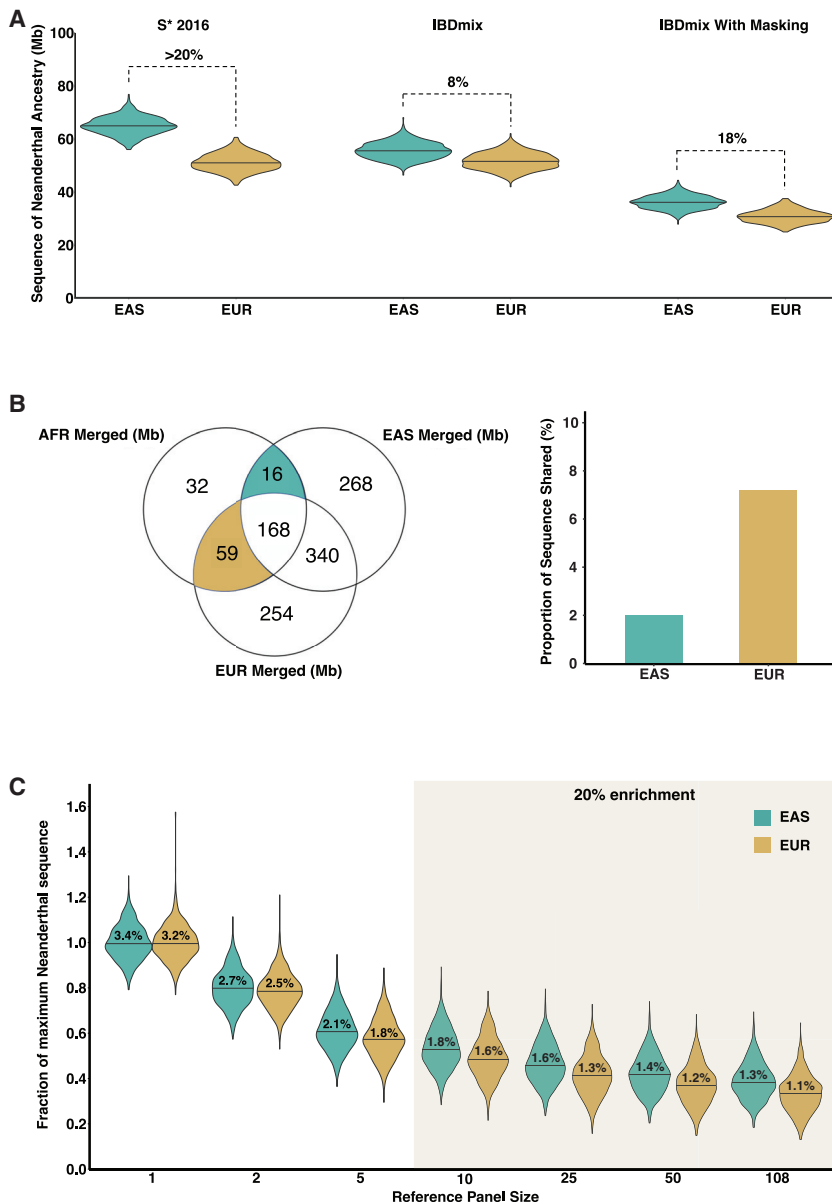 A
S* 2016
IBDmix
IBDmix With Masking
Sequence of Neanderthal Ancestry (Mb)
100
80
60
40
20
0
>20%
8%
18%
EAS
EUR
EAS
EUR
EAS
EUR
B
AFR Merged (Mb)
EAS Merged (Mb)
32
16
268
168
59
340
254
EUR Merged (Mb)
Proportion of Sequence Shared (%)
10
8
6
4
2
0
EAS
EUR
C
20% enrichment
EAS
EUR
Fraction of maximum Neanderthal sequence
1.6
1.4
1.2
1.0
0.8
0.6
0.4
0.2
0.0
3.4% 3.2%
2.7% 2.5%
2.1% 1.8%
1.8% 1.6%
1.6% 1.3%
1.4% 1.2%
1.3% 1.1%
1 2 5 10 25 50 108
Reference Panel Size